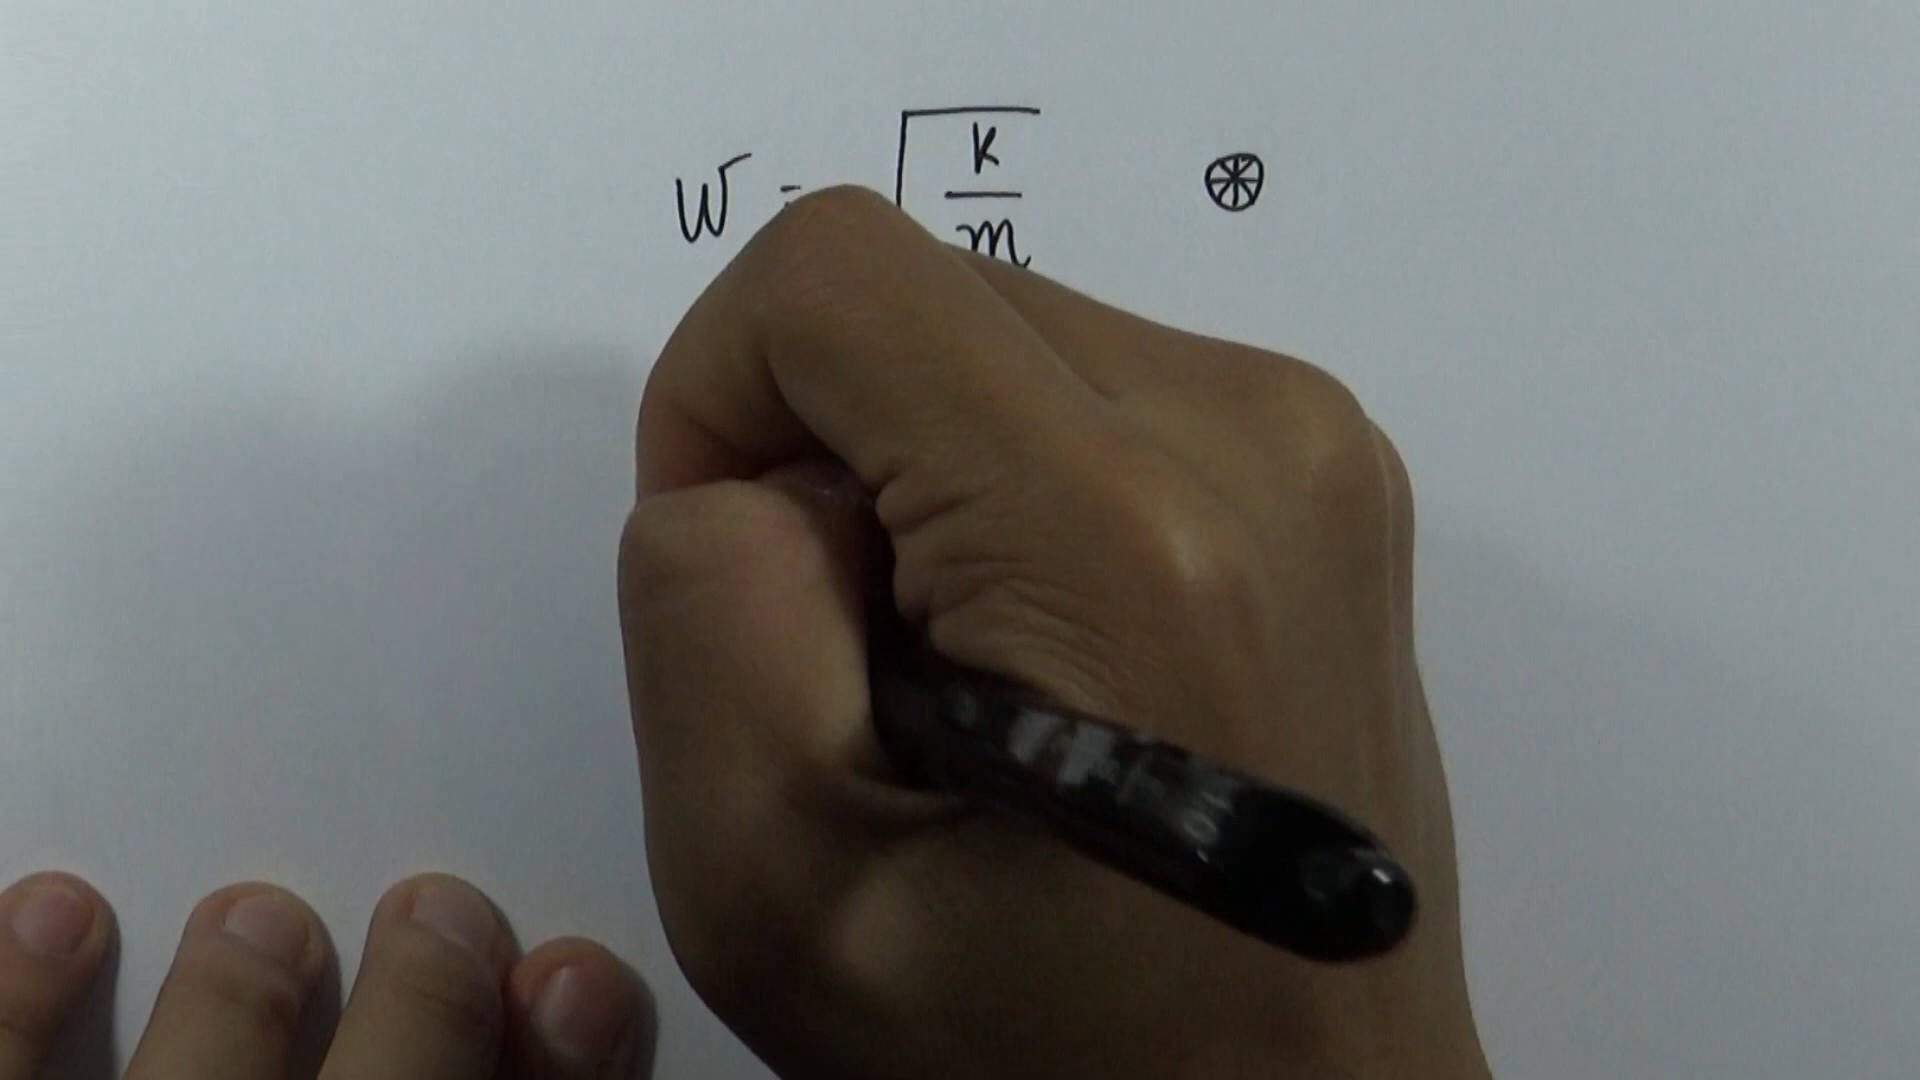 W = √(k/m) ⊛